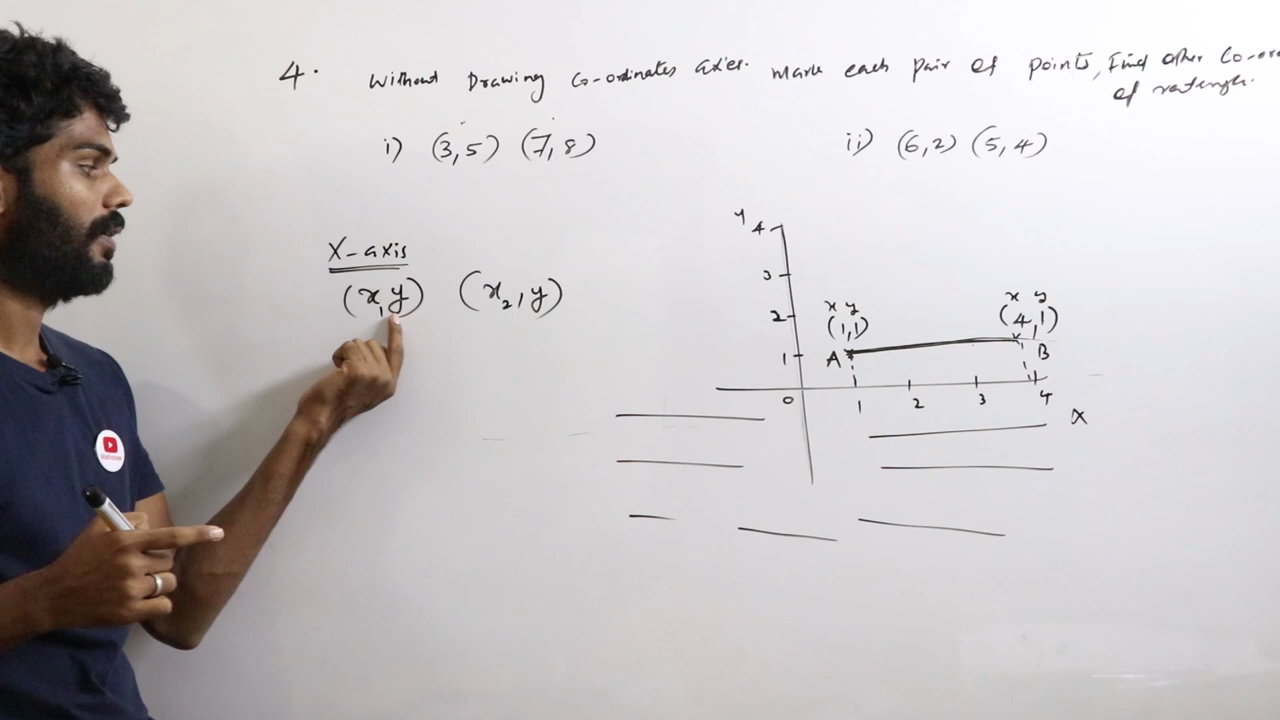 4. Without Drawing Co-ordinates axies. Mark each pair of points, Find other Co-or
of rectangle.
i) (3,5) (7,8) ii) (6,2) (5,4)
X-axis
(x₁,y) (x₂,y)
y
4
3
2
1
0
1 2 3 4
X
x y
(1,1)
A
x y
(4,1)
B